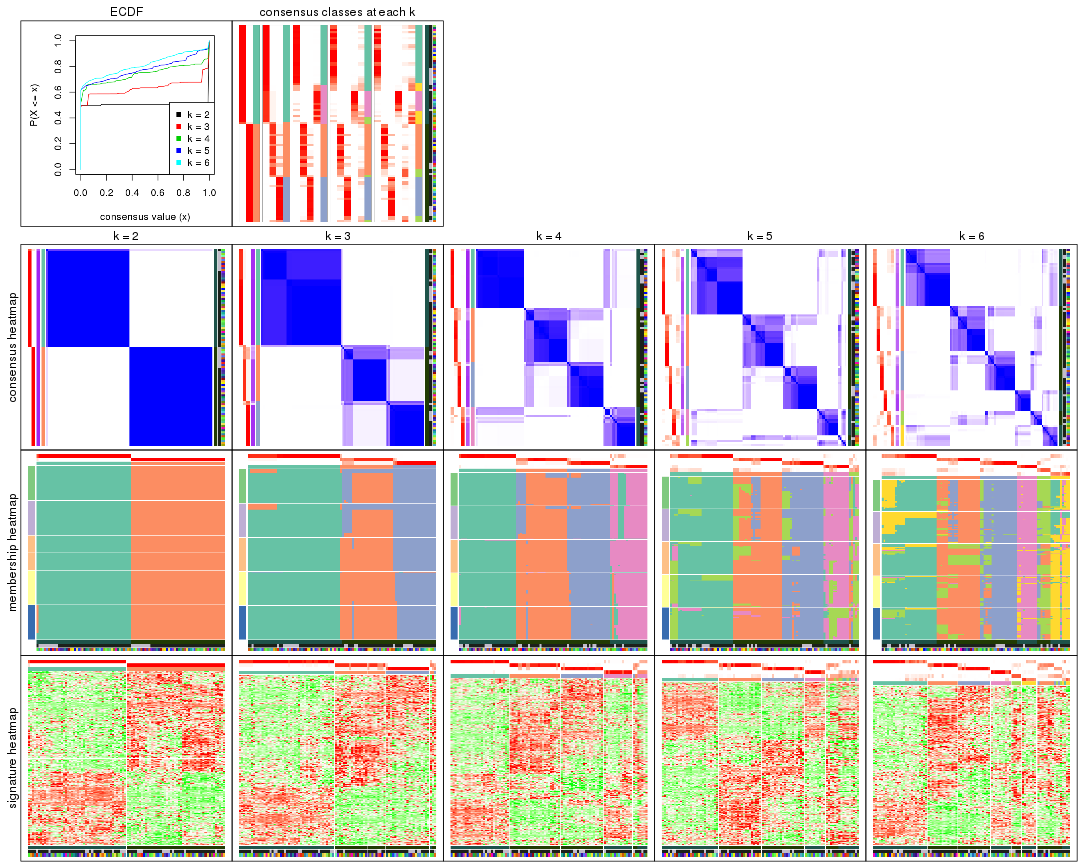 ECDF
consensus classes at each k
P(X <= x)
0.0 0.2 0.4 0.6 0.8 1.0
k = 2
k = 3
k = 4
k = 5
k = 6
0.0 0.2 0.4 0.6 0.8 1.0
consensus value (x)
k = 2
k = 3
k = 4
k = 5
k = 6
consensus heatmap
membership heatmap
signature heatmap